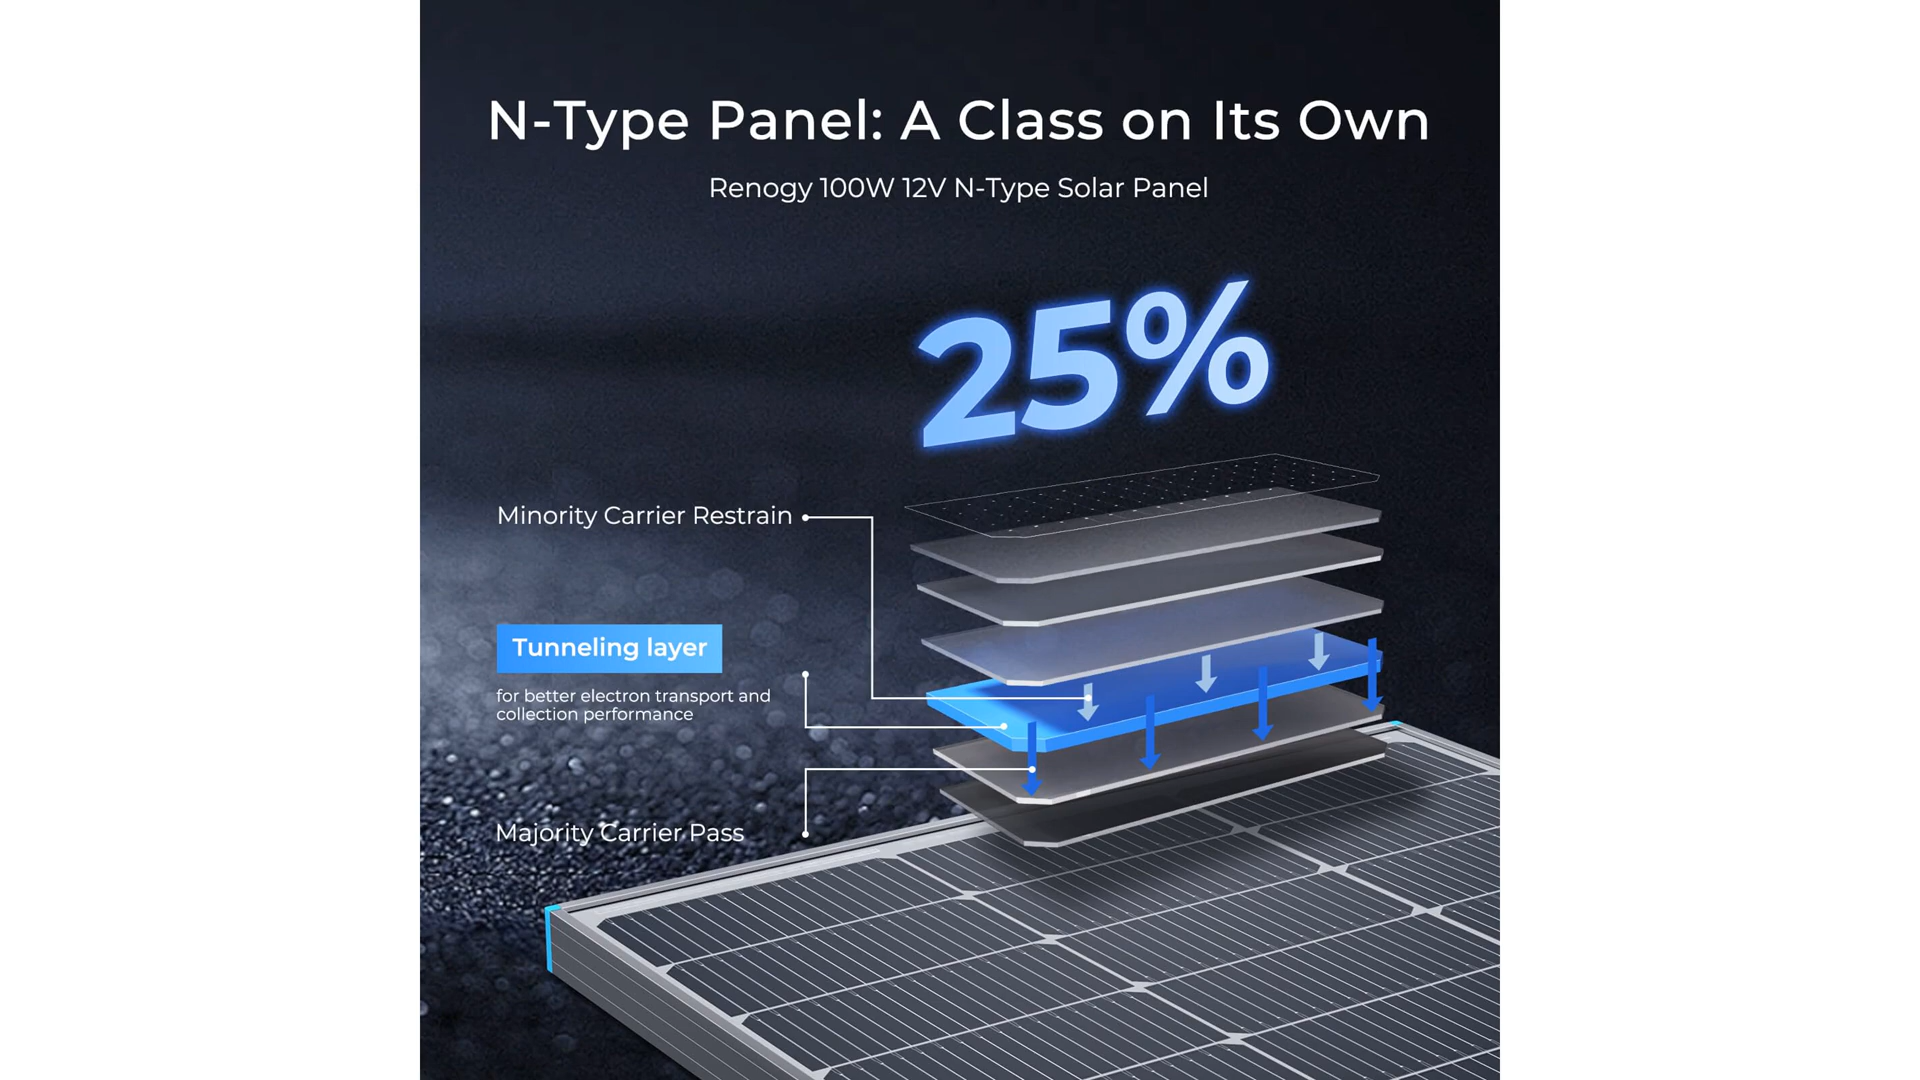 N-Type Panel: A Class on Its Own
Renogy 100W 12V N-Type Solar Panel
25%
Minority Carrier Restrain
Tunneling layer
for better electron transport and
collection performance
Majority Carrier Pass